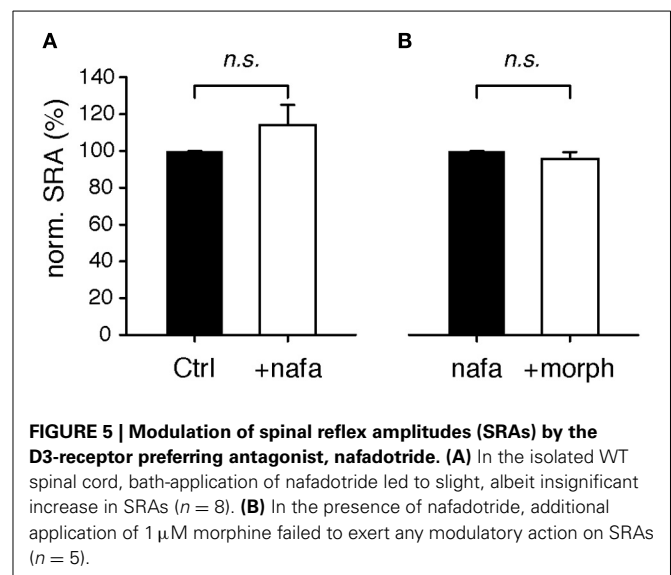 A
B
n.s.
n.s.
140
120
100
80
60
40
20
0
norm. SRA (%)
Ctrl +nafa
nafa +morph
FIGURE 5 | Modulation of spinal reflex amplitudes (SRAs) by the
D3-receptor preferring antagonist, nafadotride. (A) In the isolated WT
spinal cord, bath-application of nafadotride led to slight, albeit insignificant
increase in SRAs (n = 8). (B) In the presence of nafadotride, additional
application of 1 μM morphine failed to exert any modulatory action on SRAs
(n = 5).